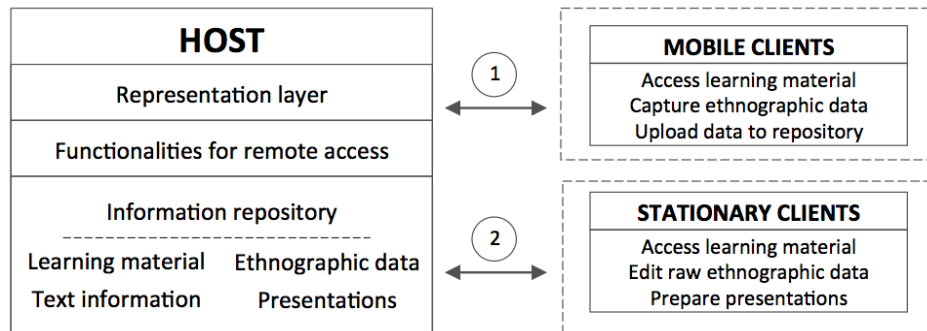 HOST
Representation layer
Functionalities for remote access
Information repository
Learning material
Ethnographic data
Text information
Presentations
1
2
MOBILE CLIENTS
Access learning material
Capture ethnographic data
Upload data to repository
STATIONARY CLIENTS
Access learning material
Edit raw ethnographic data
Prepare presentations